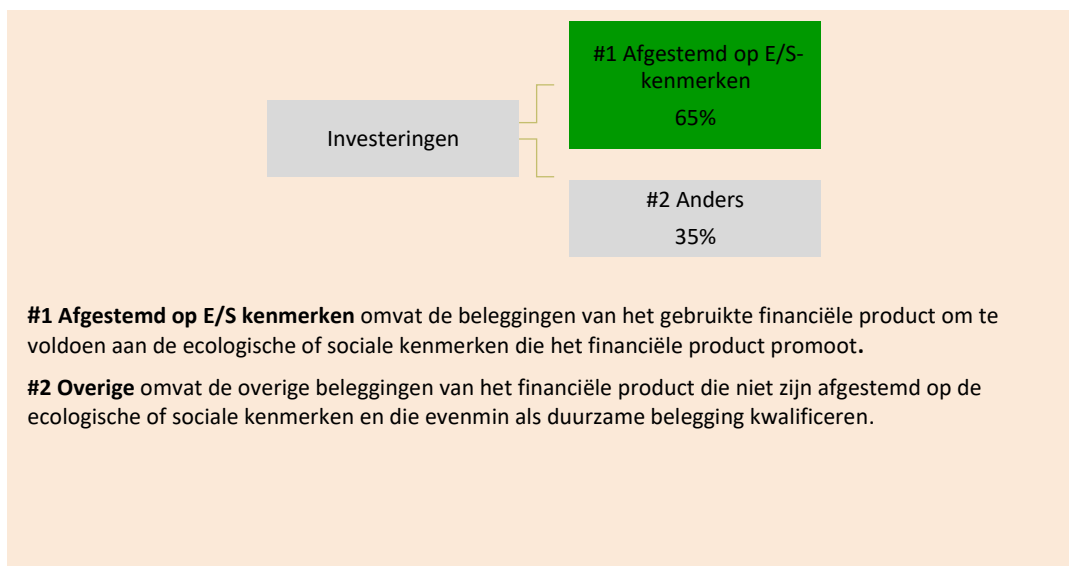 #1 Afgestemd op E/S-
kenmerken
65%
Investeringen
#2 Anders
35%
#1 Afgestemd op E/S kenmerken omvat de beleggingen van het gebruikte financiële product om te
voldoen aan de ecologische of sociale kenmerken die het financiële product promoot.
#2 Overige omvat de overige beleggingen van het financiële product die niet zijn afgestemd op de
ecologische of sociale kenmerken en die evenmin als duurzame belegging kwalificeren.